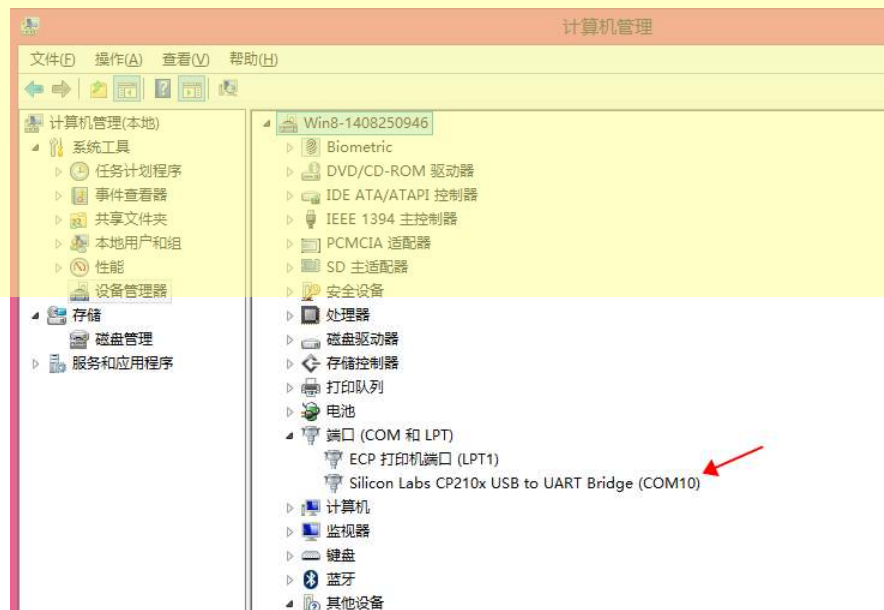 计算机管理
文件(F) 操作(A) 查看(V) 帮助(H)
计算机管理(本地)
系统工具
任务计划程序
事件查看器
共享文件夹
本地用户和组
性能
设备管理器
存储
磁盘管理
服务和应用程序
Win8-1408250946
Biometric
DVD/CD-ROM 驱动器
IDE ATA/ATAPI 控制器
IEEE 1394 主控制器
PCMCIA 适配器
SD 主适配器
安全设备
处理器
磁盘驱动器
存储控制器
打印队列
电池
端口 (COM 和 LPT)
ECP 打印机端口 (LPT1)
Silicon Labs CP210x USB to UART Bridge (COM10)
计算机
监视器
键盘
蓝牙
其他设备